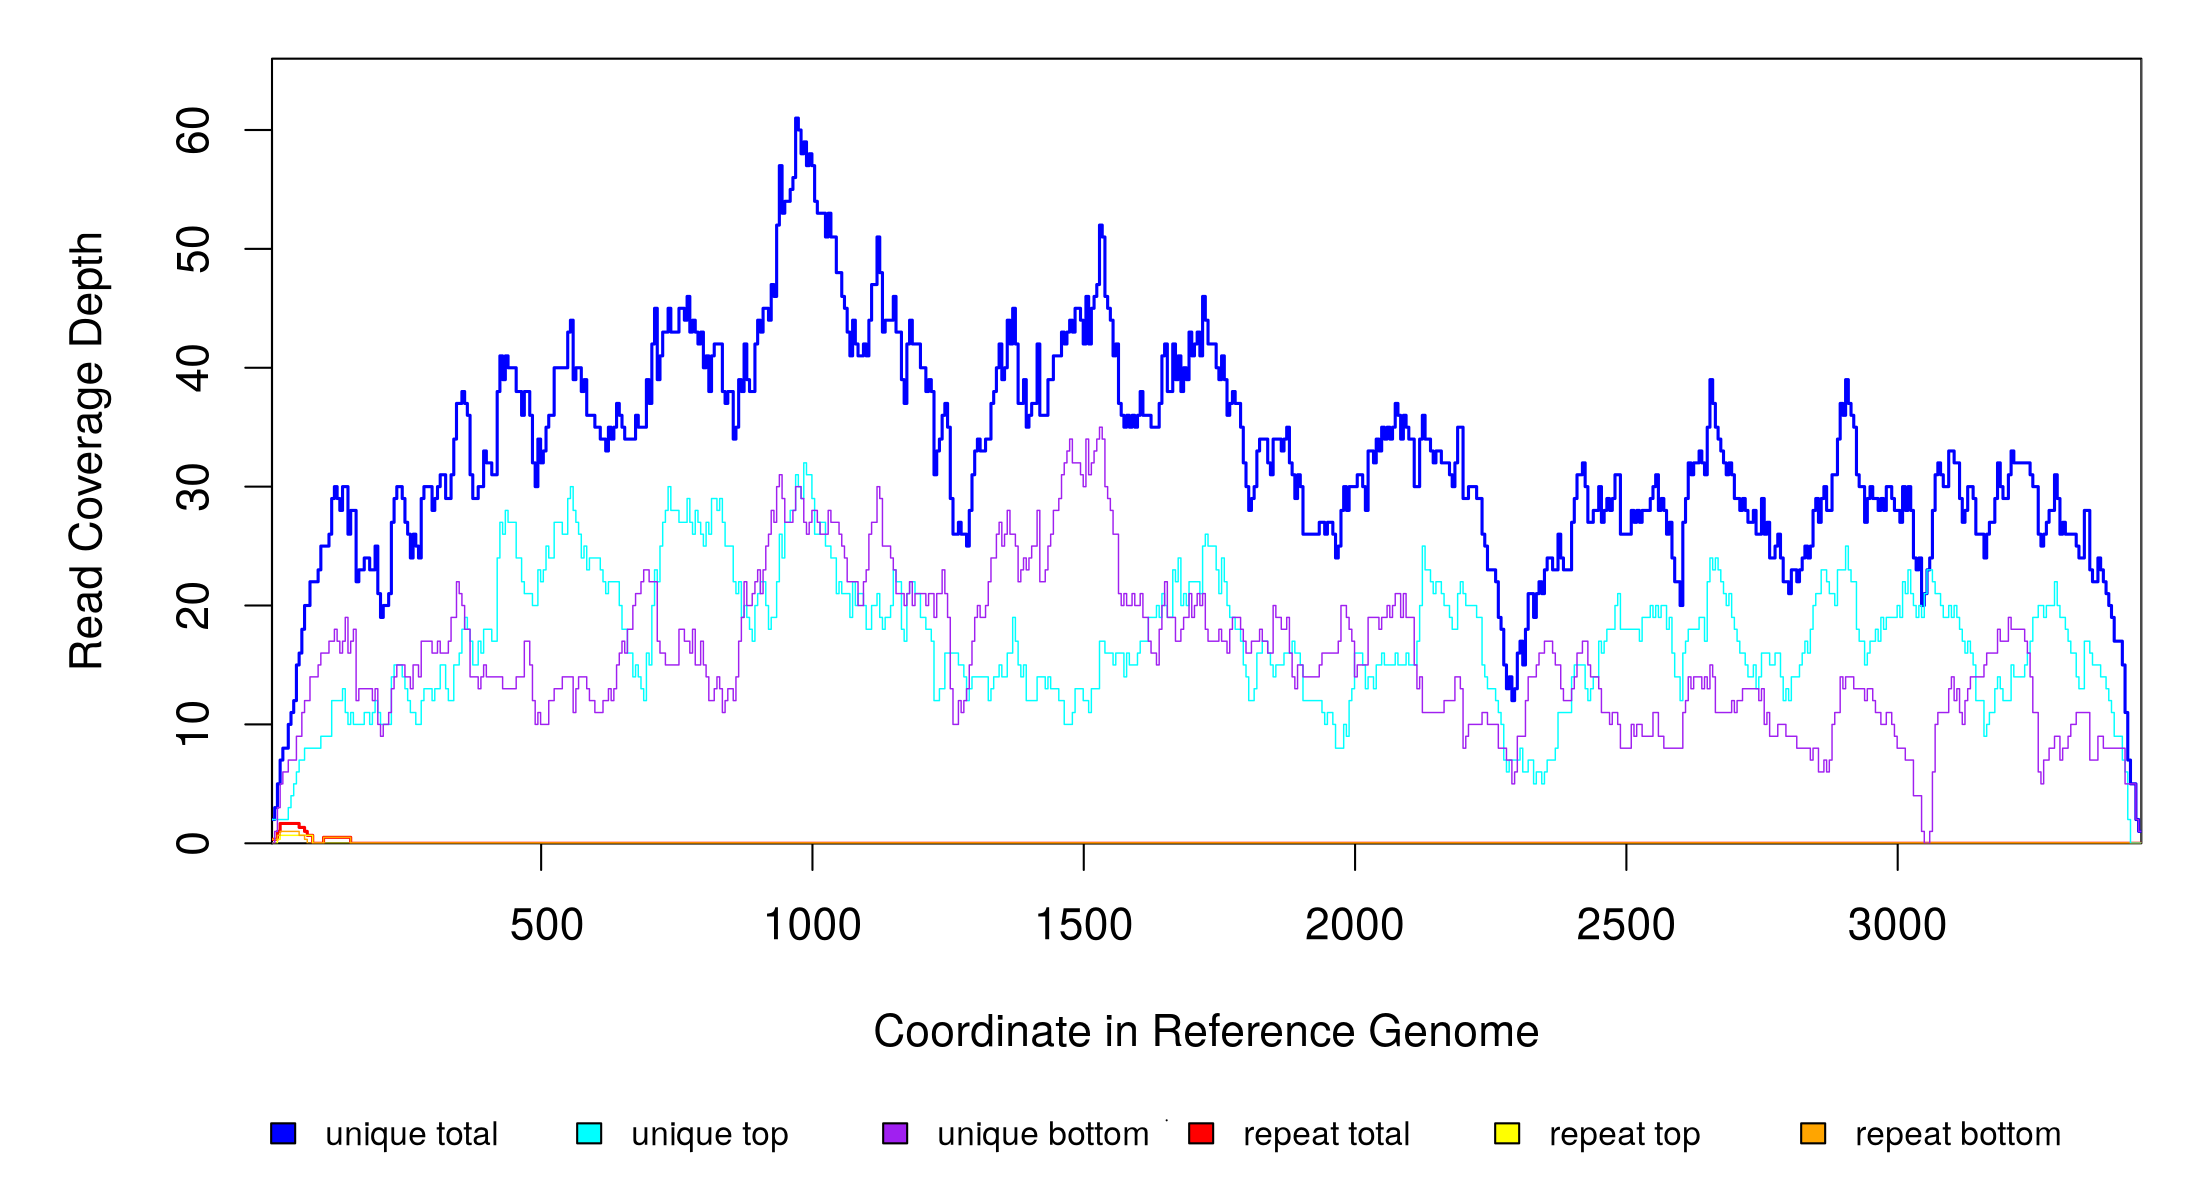 Read Coverage Depth
60
50
40
30
20
10
0
500 1000 1500 2000 2500 3000
Coordinate in Reference Genome
unique total unique top unique bottom repeat total repeat top repeat bottom